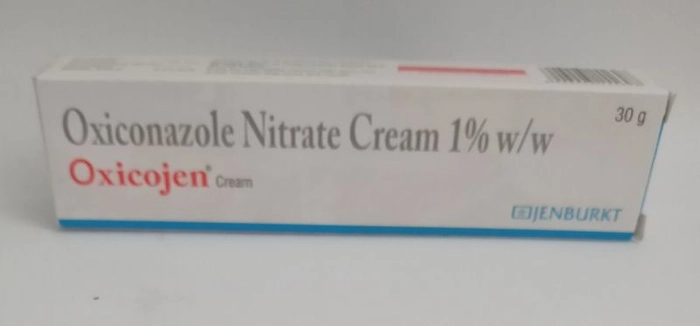 30 g
Oxiconazole Nitrate Cream 1% w/w
Oxicojen® Cream
JENBURKT